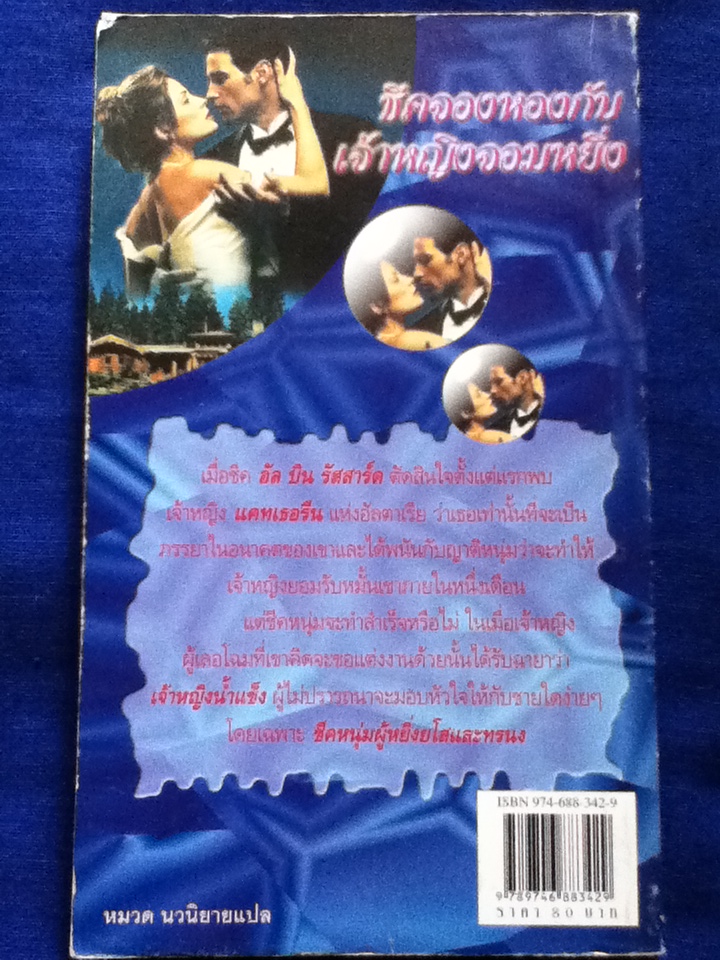 ชีคจองหองกับ
เจ้าหญิงจอมหยิ่ง
เมื่อชีค อัล บิน รัสสาร์ด ตัดสินใจตั้งแต่แรกพบ
เจ้าหญิง แคทเธอรีน แห่งอัลตาเรีย ว่าเธอเท่านั้นที่จะเป็น
ภรรยาในอนาคตของเขาและได้พนันกับญาติหนุ่มว่าจะทำให้
เจ้าหญิงยอมรับหมั้นเขาภายในหนึ่งเดือน
แต่ชีคหนุ่มจะทำสำเร็จหรือไม่ ในเมื่อเจ้าหญิง
ผู้เลอโฉมที่เขาคิดจะขอแต่งงานด้วยนั้นได้รับฉายาว่า
เจ้าหญิงน้ำแข็ง ผู้ไม่ปรารถนาจะมอบหัวใจให้กับชายใดง่ายๆ
โดยเฉพาะ ชีคหนุ่มผู้หยิ่งยโสและทรนง
ISBN 974-688-342-9
9 789746 883429
ราคา 80 บาท
หมวด นวนิยายแปล